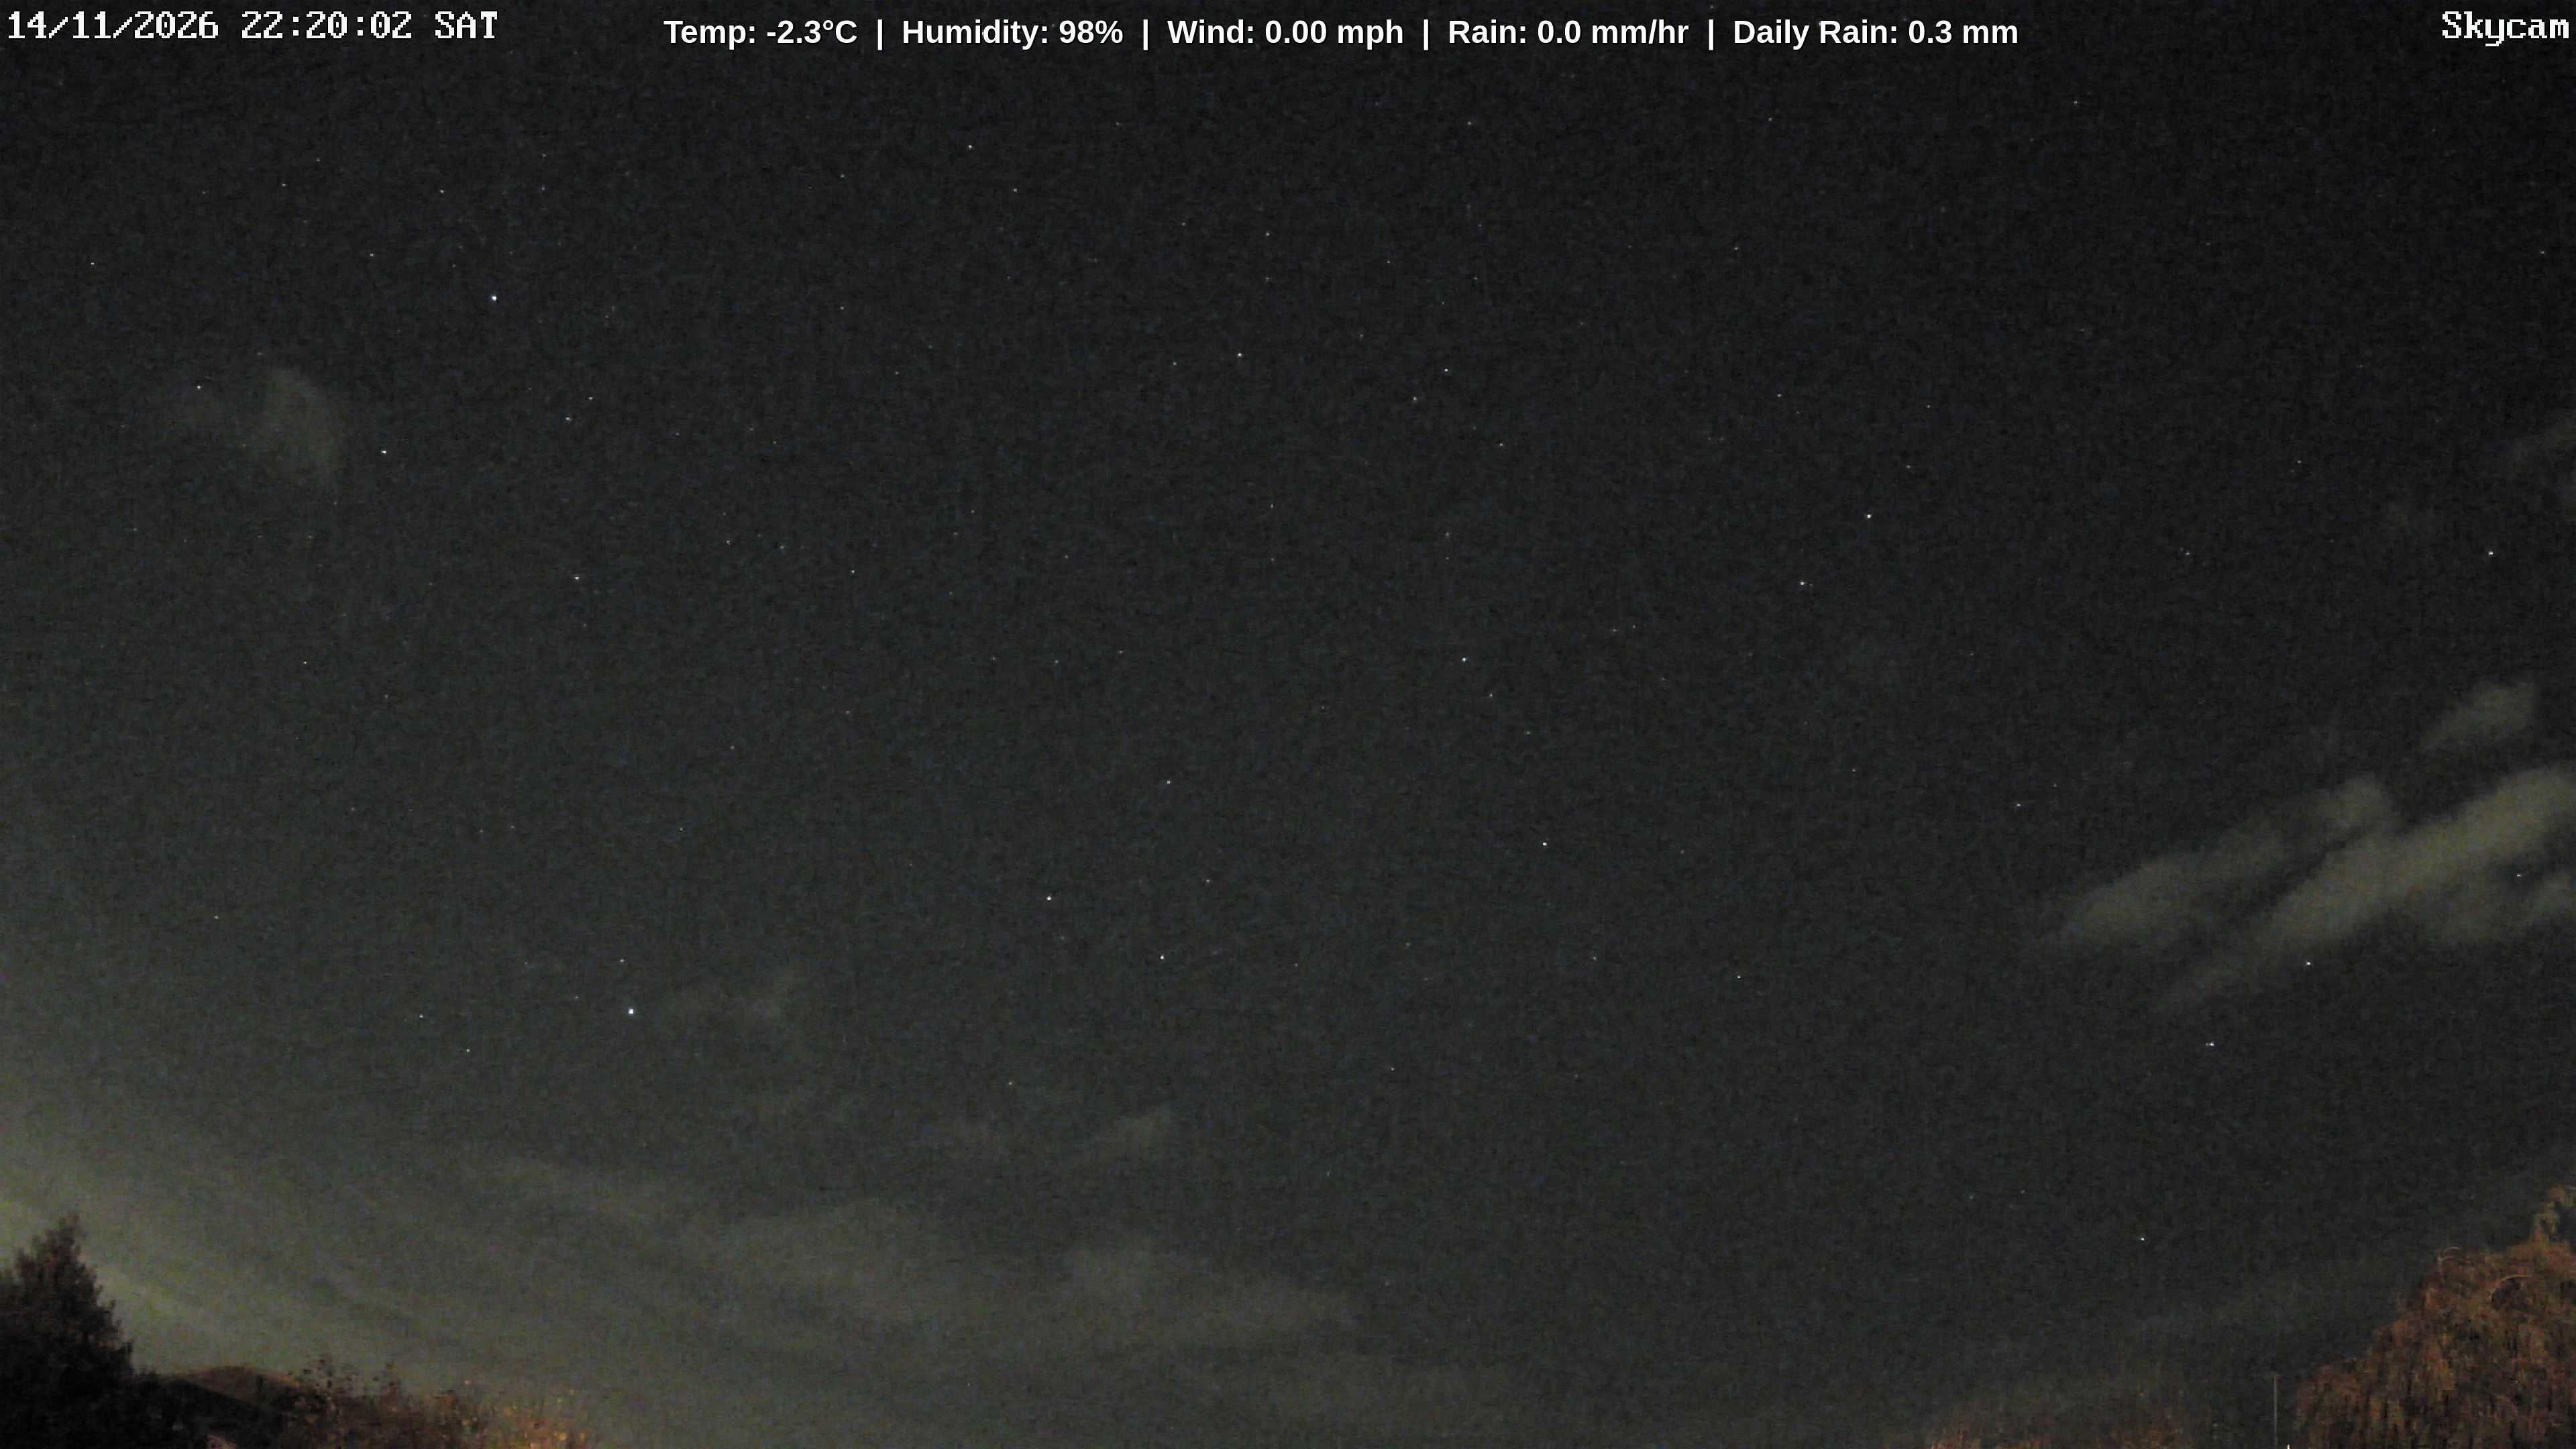 14/11/2026 22:20:02 SAT
Temp: -2.3°C | Humidity: 98% | Wind: 0.00 mph | Rain: 0.0 mm/hr | Daily Rain: 0.3 mm
Skycam